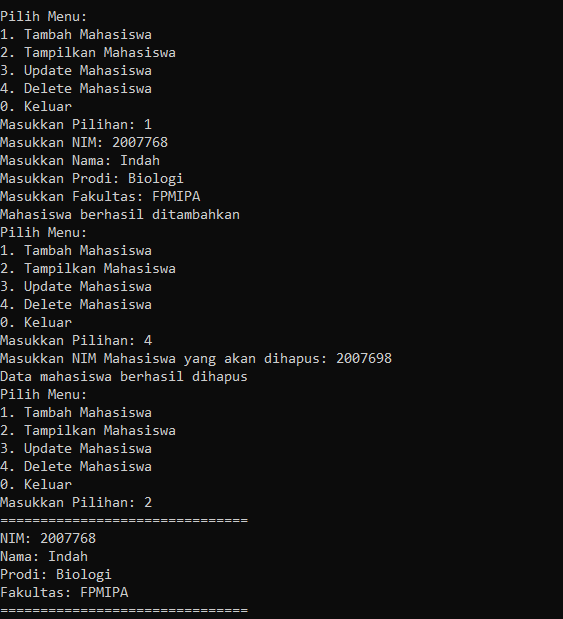 Pilih Menu:
1. Tambah Mahasiswa
2. Tampilkan Mahasiswa
3. Update Mahasiswa
4. Delete Mahasiswa
0. Keluar
Masukkan Pilihan: 1
Masukkan NIM: 2007768
Masukkan Nama: Indah
Masukkan Prodi: Biologi
Masukkan Fakultas: FPMIPA
Mahasiswa berhasil ditambahkan
Pilih Menu:
1. Tambah Mahasiswa
2. Tampilkan Mahasiswa
3. Update Mahasiswa
4. Delete Mahasiswa
0. Keluar
Masukkan Pilihan: 4
Masukkan NIM Mahasiswa yang akan dihapus: 2007698
Data mahasiswa berhasil dihapus
Pilih Menu:
1. Tambah Mahasiswa
2. Tampilkan Mahasiswa
3. Update Mahasiswa
4. Delete Mahasiswa
0. Keluar
Masukkan Pilihan: 2
===============================
NIM: 2007768
Nama: Indah
Prodi: Biologi
Fakultas: FPMIPA
===============================